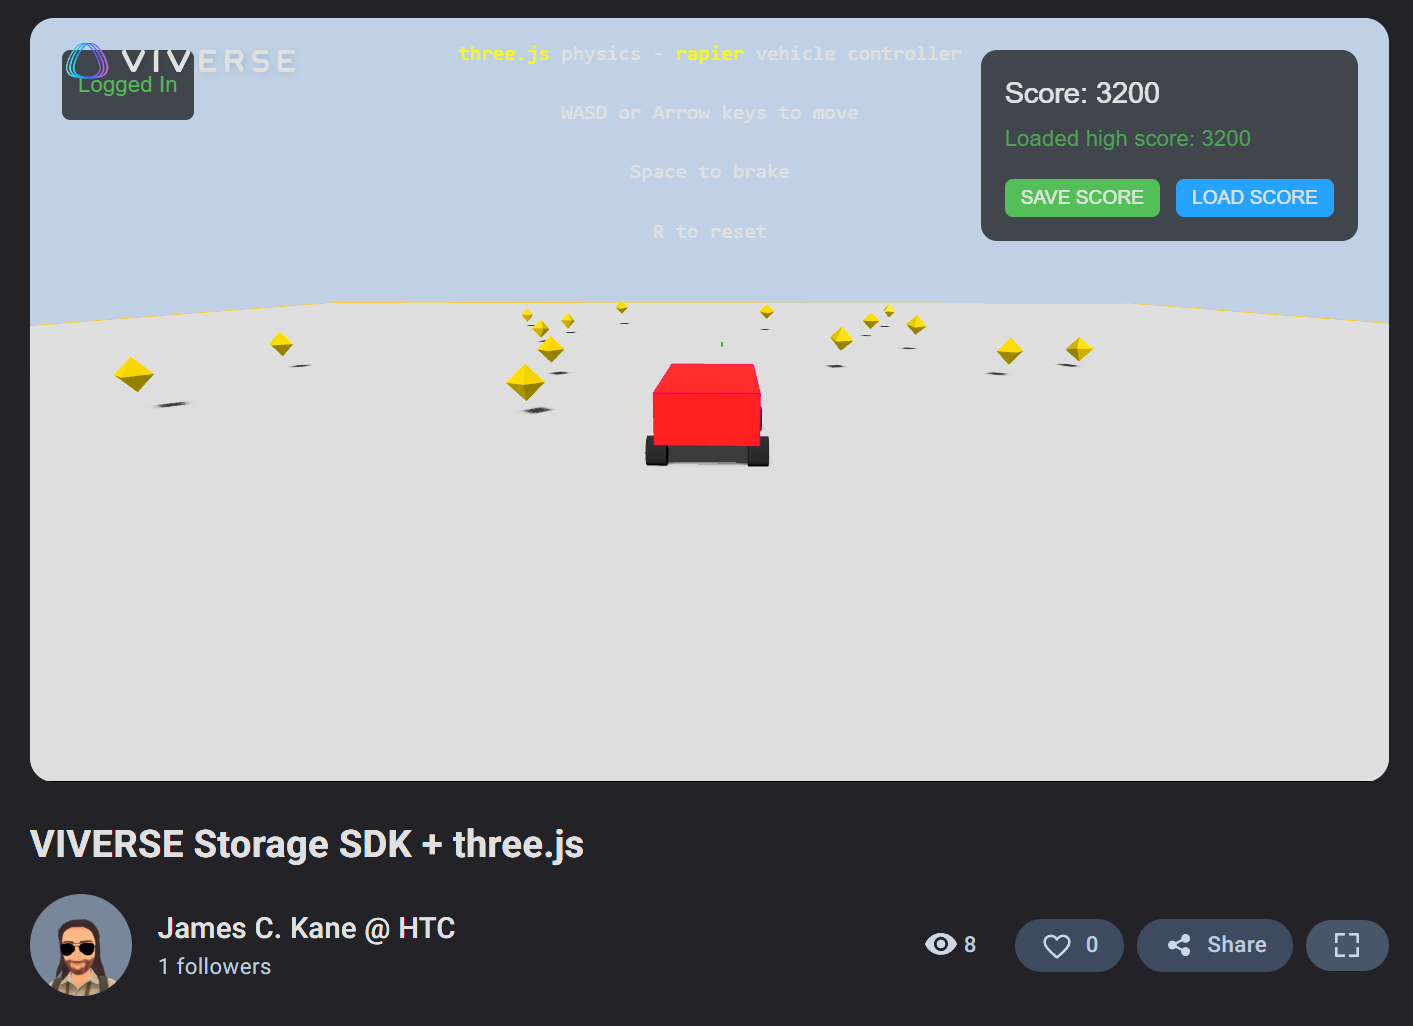 VIVERSE
Logged In
three.js physics - rapier vehicle controller
WASD or Arrow keys to move
Space to brake
R to reset
Score: 3200
Loaded high score: 3200
SAVE SCORE
LOAD SCORE
VIVERSE Storage SDK + three.js
James C. Kane @ HTC
1 followers
8
0
Share